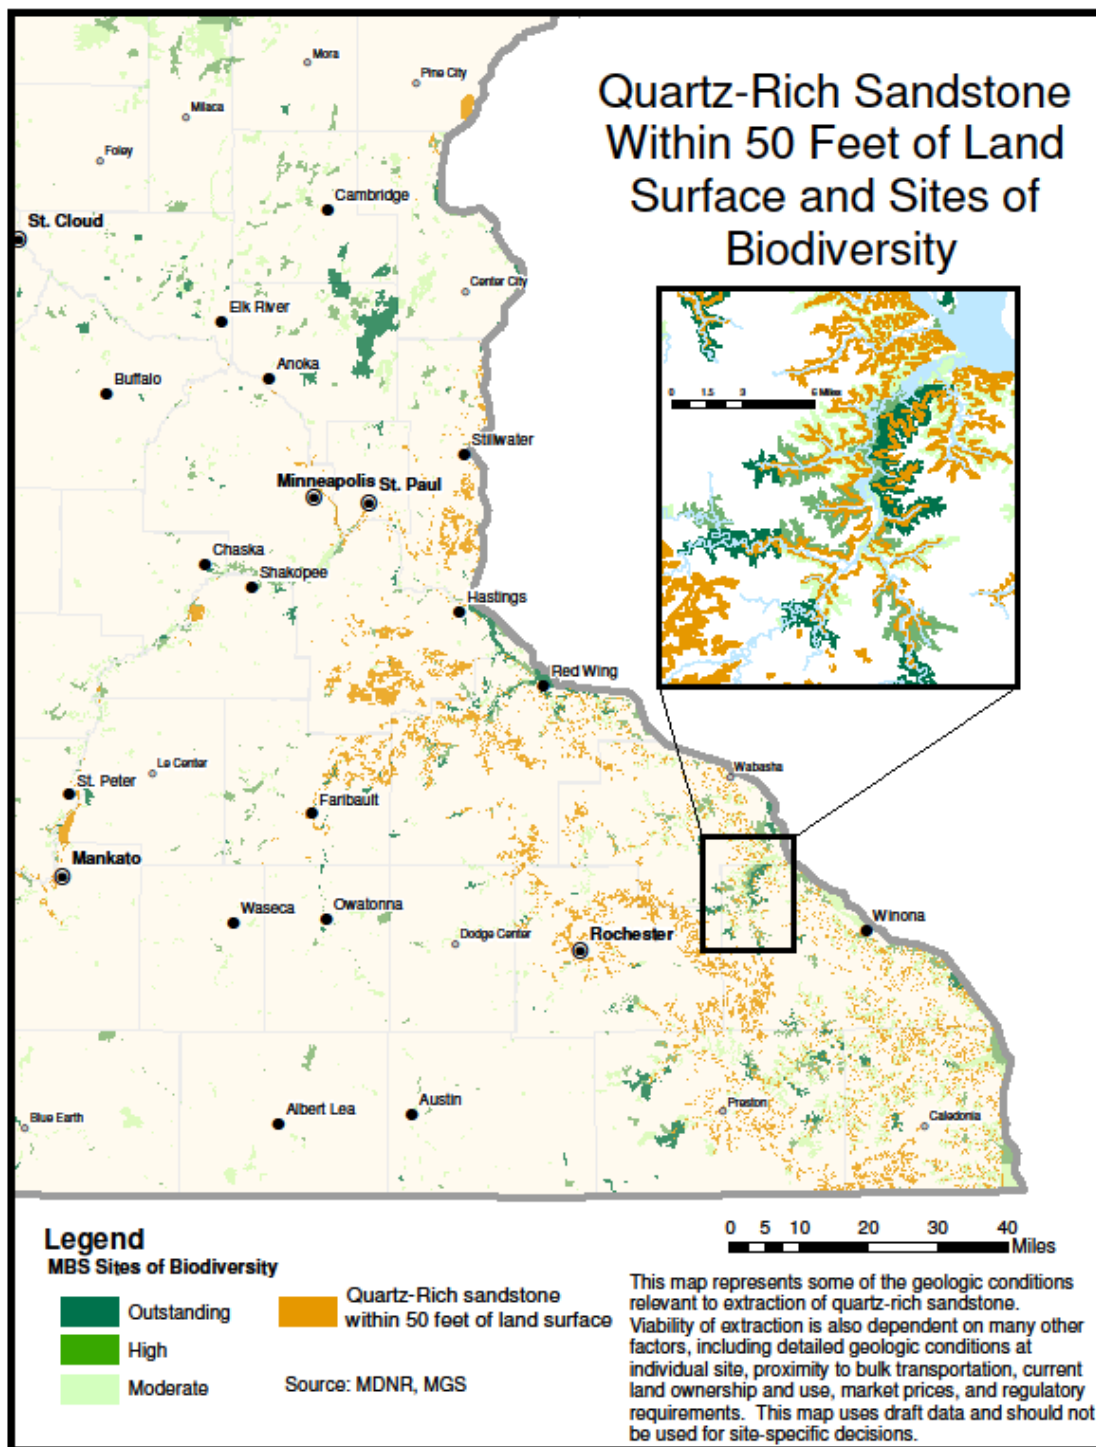 Quartz-Rich Sandstone
Within 50 Feet of Land
Surface and Sites of
Biodiversity
Mora
Pine City
Milaca
Foley
Cambridge
St. Cloud
Center City
Elk River
Anoka
Buffalo
0 1.5 3 6 Miles
Stillwater
Minneapolis
St. Paul
Chaska
Shakopee
Hastings
Red Wing
Le Center
Wabasha
St. Peter
Faribault
Mankato
Waseca
Owatonna
Dodge Center
Rochester
Winona
Blue Earth
Albert Lea
Austin
Preston
Caledonia
Legend
MBS Sites of Biodiversity
Outstanding
High
Moderate
Quartz-Rich sandstone
within 50 feet of land surface
Source: MDNR, MGS
0 5 10 20 30 40
Miles
This map represents some of the geologic conditions
relevant to extraction of quartz-rich sandstone.
Viability of extraction is also dependent on many other
factors, including detailed geologic conditions at
individual site, proximity to bulk transportation, current
land ownership and use, market prices, and regulatory
requirements. This map uses draft data and should not
be used for site-specific decisions.